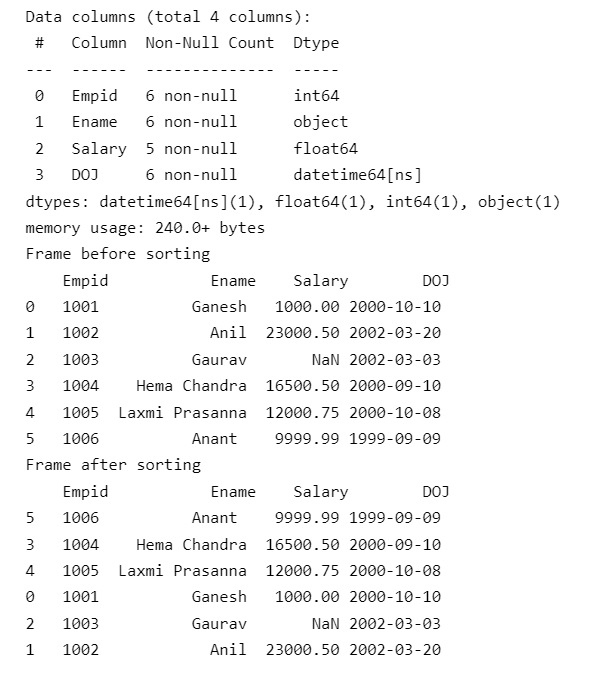 Data columns (total 4 columns):
 #   Column  Non-Null Count  Dtype
---  ------  --------------  -----
 0   Empid   6 non-null      int64
 1   Ename   6 non-null      object
 2   Salary  5 non-null      float64
 3   DOJ     6 non-null      datetime64[ns]
dtypes: datetime64[ns](1), float64(1), int64(1), object(1)
memory usage: 240.0+ bytes
Frame before sorting
    Empid           Ename    Salary        DOJ
0   1001          Ganesh   1000.00 2000-10-10
1   1002            Anil  23000.50 2002-03-20
2   1003          Gaurav       NaN 2002-03-03
3   1004    Hema Chandra  16500.50 2000-09-10
4   1005  Laxmi Prasanna  12000.75 2000-10-08
5   1006          Anant    9999.99 1999-09-09
Frame after sorting
    Empid           Ename    Salary        DOJ
5   1006          Anant    9999.99 1999-09-09
3   1004    Hema Chandra  16500.50 2000-09-10
4   1005  Laxmi Prasanna  12000.75 2000-10-08
0   1001          Ganesh   1000.00 2000-10-10
2   1003          Gaurav       NaN 2002-03-03
1   1002            Anil  23000.50 2002-03-20